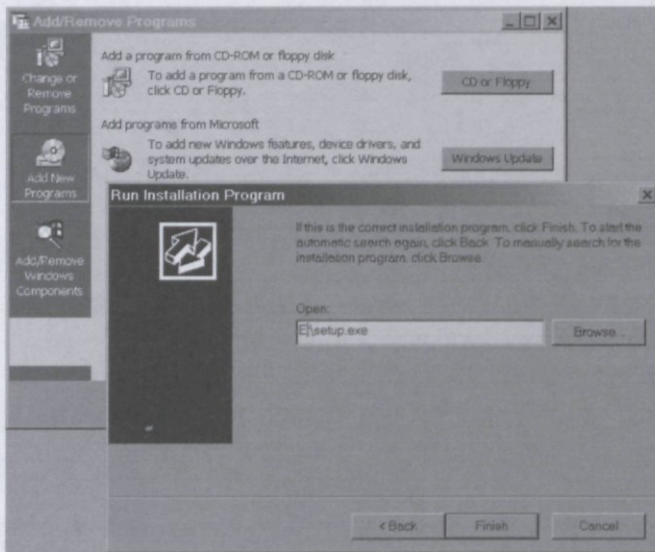 Add/Remove Programs
Change or
Remove
Programs
Add New
Programs
Add/Remove
Windows
Components
Add a program from CD-ROM or floppy disk
To add a program from a CD-ROM or floppy disk,
click CD or Floppy.
CD or Floppy
Add programs from Microsoft
To add new Windows features, device drivers, and
system updates over the Internet, click Windows
Update.
Windows Update
Run Installation Program
If this is the correct installation program, click Finish. To start the
automatic search again, click Back. To manually search for the
installation program, click Browse.
Open:
E:\setup.exe
Browse...
< Back
Finish
Cancel